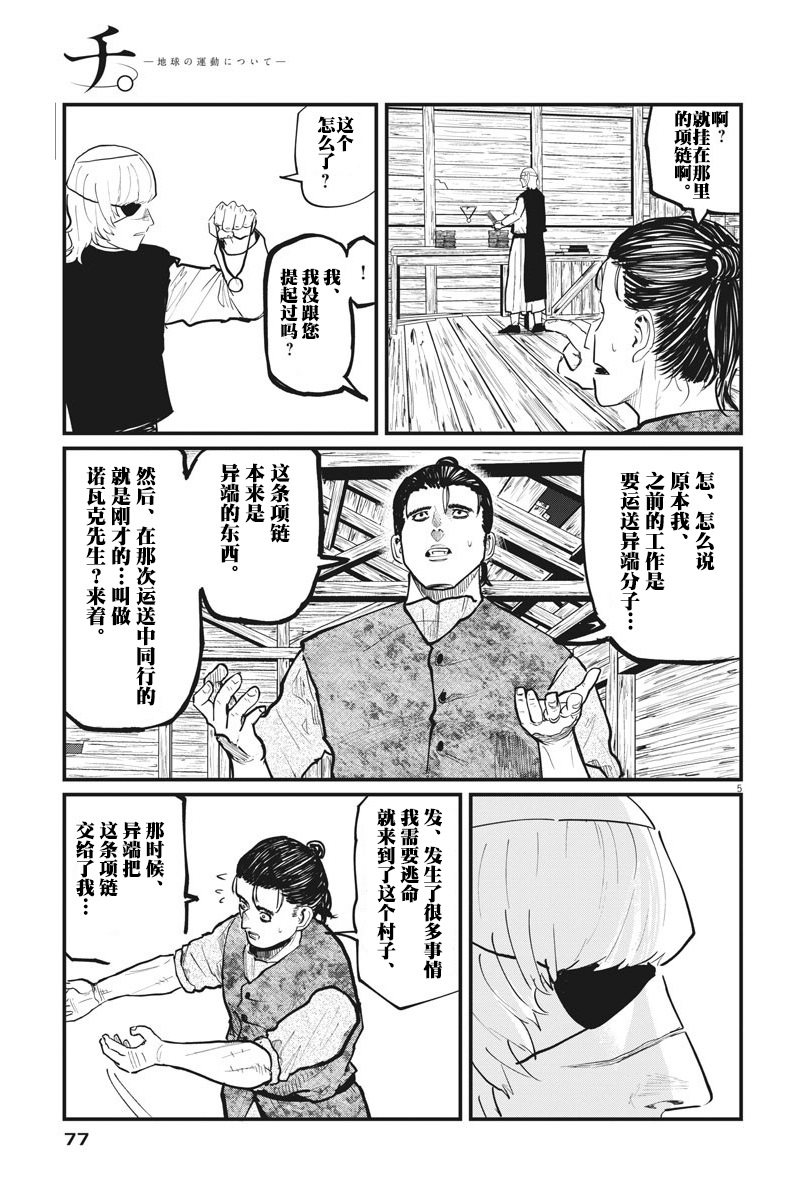 チ。
―地球の運動について―
啊?
就挂在那里
的项链啊。
这个
怎么了?
!
我、
我没跟您
提起过吗?
怎、怎么说
原本我、
之前的工作是
要运送异端分子…
这条项链
本来是
异端的东西。
然后、在那次运送中同行的
就是刚才的…叫做
诺瓦克先生?来着。
5
发、发生了很多事情
我需要逃命
就来到了这个村子、
那时候、
异端把
这条项链
交给了我…
77